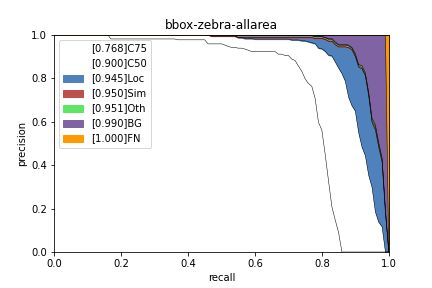 bbox-zebra-allarea
1.0
0.8
0.6
0.4
0.2
0.0
precision
[0.768]C75
[0.900]C50
[0.945]Loc
[0.950]Sim
[0.951]Oth
[0.990]BG
[1.000]FN
0.0 0.2 0.4 0.6 0.8 1.0
recall